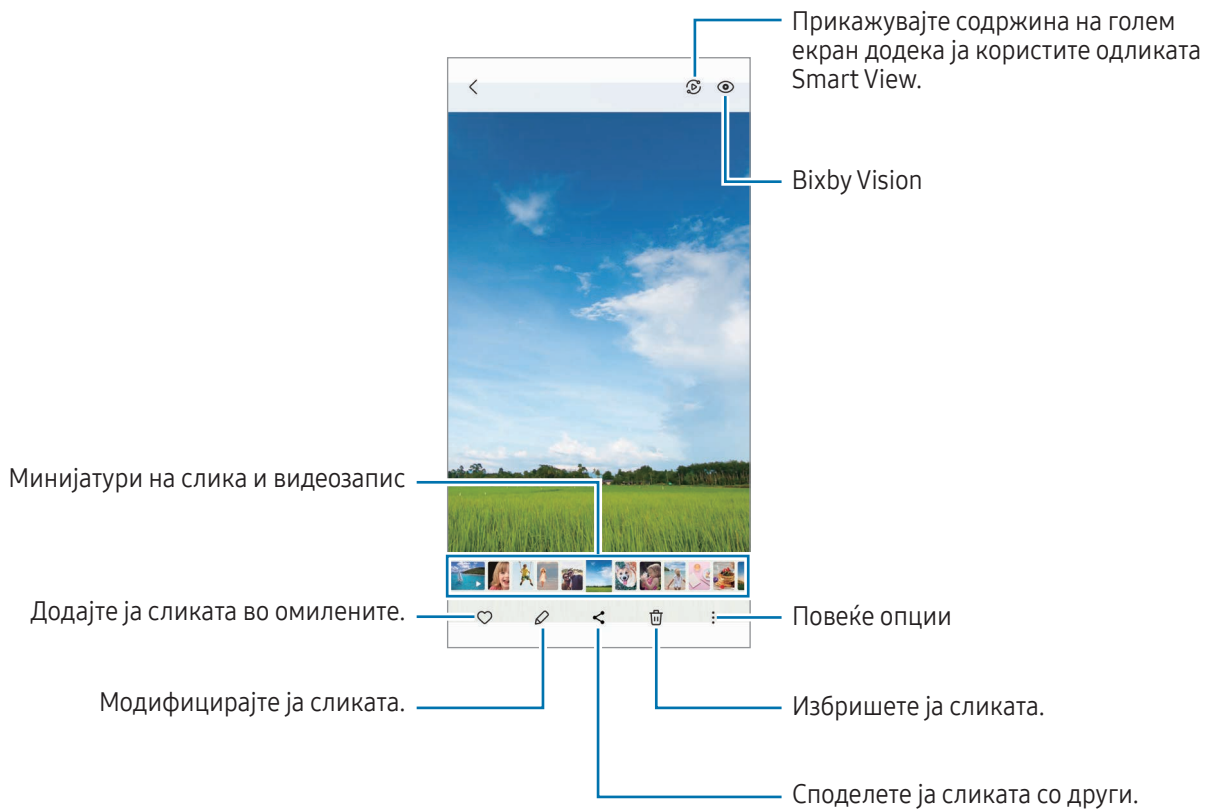 Прикажувајте содржина на голем
екран додека ја користите одликата
Smart View.
Bixby Vision
Минијатури на слика и видеозапис
Додајте ја сликата во омилените.
Повеќе опции
Модифицирајте ја сликата.
Избришете ја сликата.
Споделете ја сликата со други.